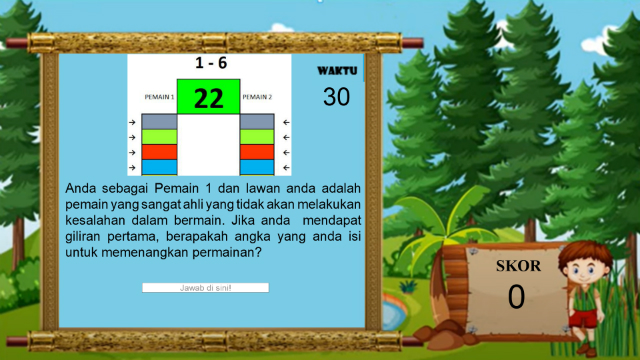 1 - 6
WAKTU
PEMAIN 1
22
PEMAIN 2
30
Anda sebagai Pemain 1 dan lawan anda adalah
pemain yang sangat ahli yang tidak akan melakukan
kesalahan dalam bermain. Jika anda mendapat
giliran pertama, berapakah angka yang anda isi
untuk memenangkan permainan?
Jawab di sini!
SKOR
0